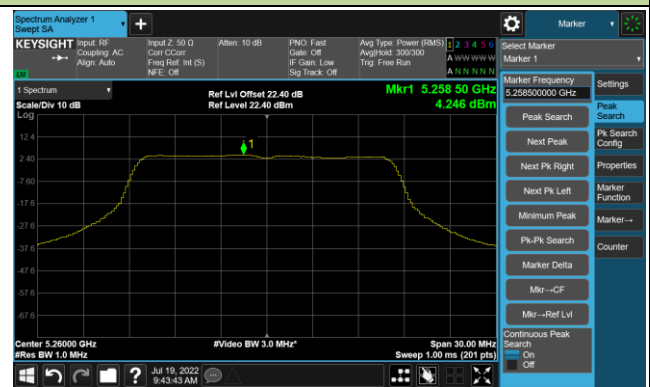 Spectrum Analyzer 1
Swept SA
+
Marker
KEYSIGHT
Input: RF
Coupling: AC
Align: Auto
Input Z: 50 Ω
Corr CCorr
Freq Ref: Int (S)
NFE: Off
Atten: 10 dB
PNO: Fast
Gate: Off
IF Gain: Low
Sig Track: Off
Avg Type: Power (RMS)
Avg|Hold: 300/300
Trig: Free Run
1 2 3 4 5 6
A W W W W W
A N N N N N
LXI
Select Marker
Marker 1
1 Spectrum
Scale/Div 10 dB
Log
Ref Lvl Offset 22.40 dB
Ref Level 22.40 dBm
Mkr1 5.258 50 GHz
4.246 dBm
12.4
2.40
-7.60
-17.6
-27.6
-37.6
-47.6
-57.6
-67.6
1
Center 5.26000 GHz
#Res BW 1.0 MHz
#Video BW 3.0 MHz*
Span 30.00 MHz
Sweep 1.00 ms (201 pts)
Marker Frequency
5.258500000 GHz
Peak Search
Next Peak
Next Pk Right
Next Pk Left
Minimum Peak
Pk-Pk Search
Marker Delta
Mkr→CF
Mkr→Ref Lvl
Continuous Peak
Search
On
Off
Settings
Peak
Search
Pk Search
Config
Properties
Marker
Function
Marker→
Counter
?
Jul 19, 2022
9:43:43 AM